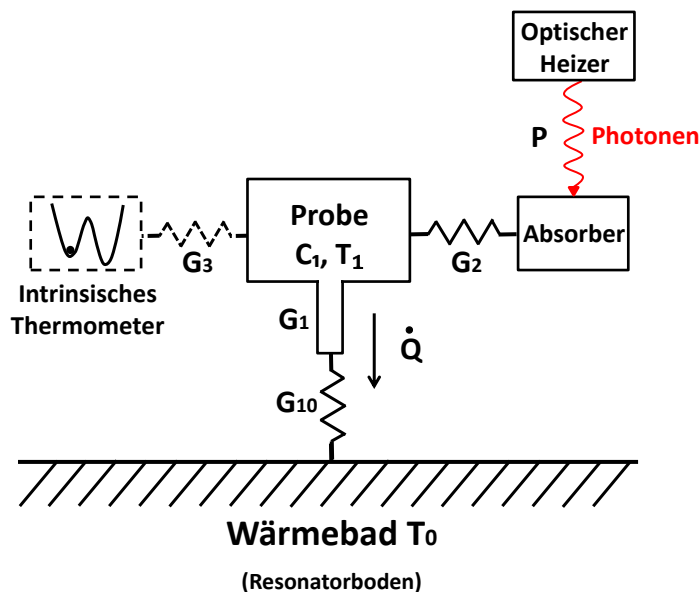 Optischer
Heizer
P
Photonen
Probe
C₁, T₁
Absorber
G₃
G₂
Intrinsisches
Thermometer
G₁
Q̇
G₁₀
Wärmebad T₀
(Resonatorboden)